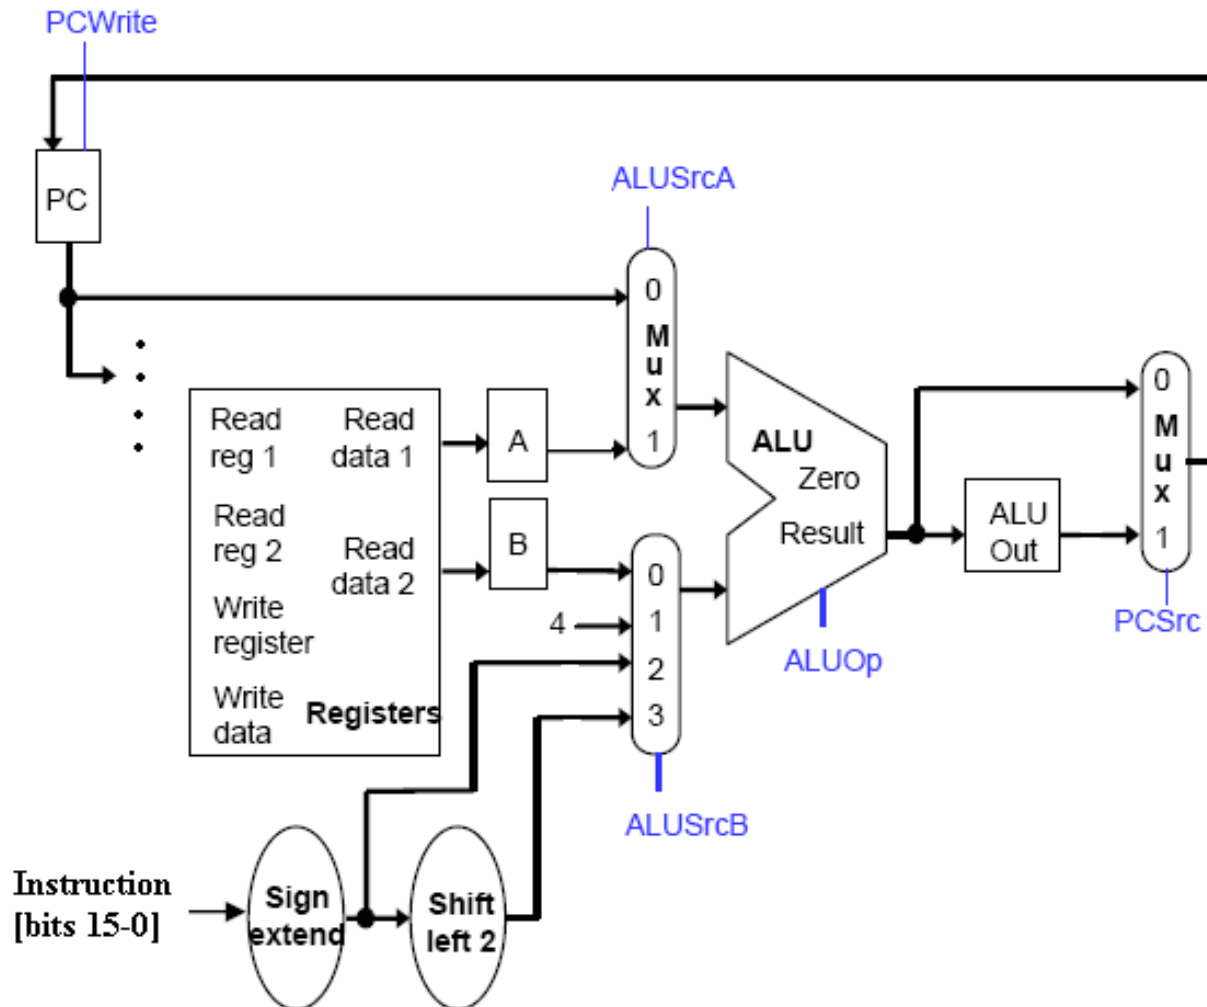 PCWrite
PC
ALUSrcA
0
M
u
x
1
Read
reg 1
Read
data 1
A
Read
reg 2
Read
data 2
B
Write
register
Write
data
Registers
4
0
1
2
3
ALUSrcB
ALU
Zero
Result
ALUOp
ALU
Out
0
M
u
x
1
PCSrc
Instruction
[bits 15-0]
Sign
extend
Shift
left 2